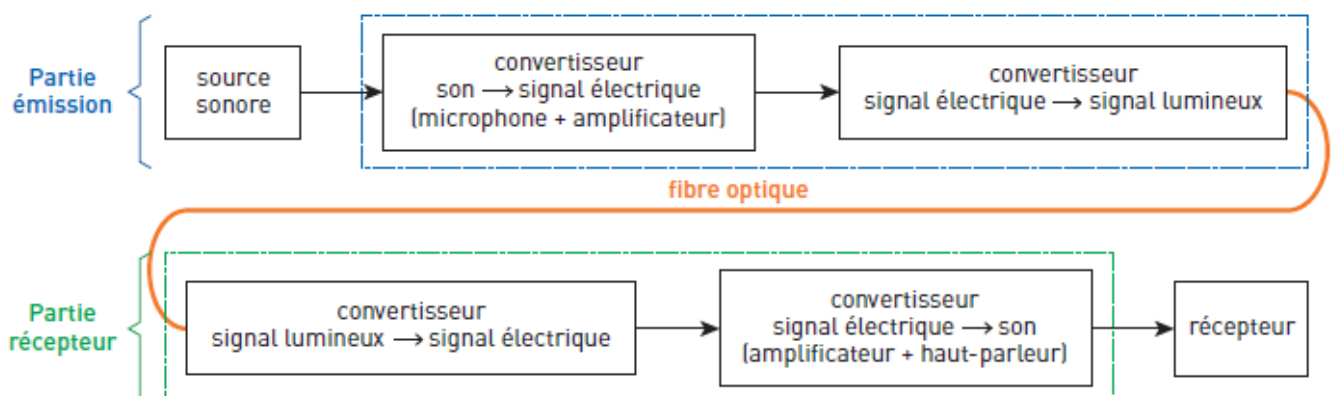 Partie
émission
source
sonore
convertisseur
son → signal électrique
(microphone + amplificateur)
convertisseur
signal électrique → signal lumineux
fibre optique
Partie
récepteur
convertisseur
signal lumineux → signal électrique
convertisseur
signal électrique → son
(amplificateur + haut-parleur)
récepteur